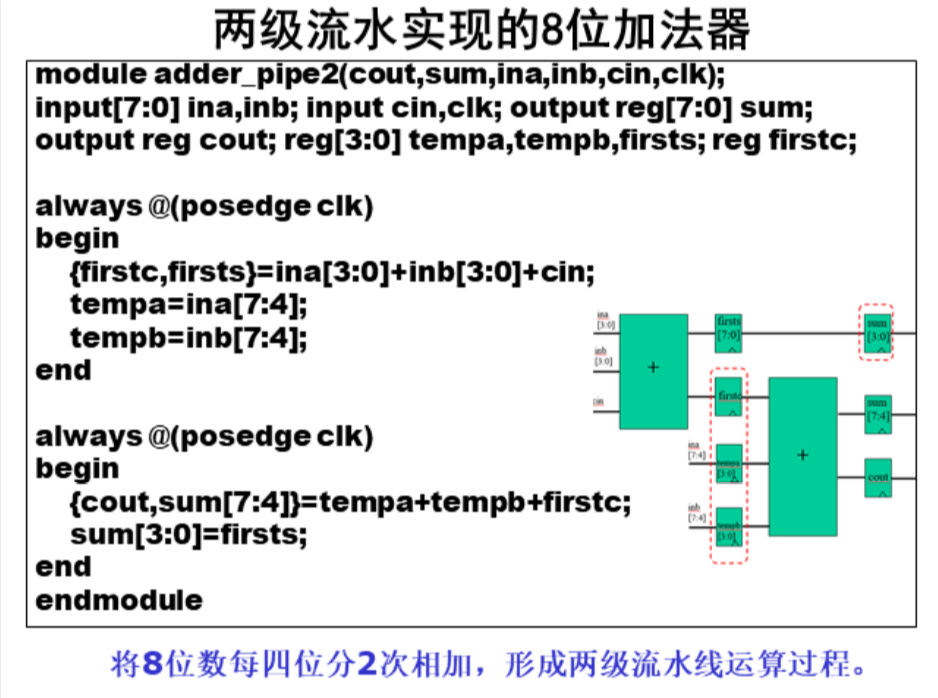 两级流水实现的8位加法器
module adder_pipe2(cout,sum,ina,inb,cin,clk);
input[7:0] ina,inb; input cin,clk; output reg[7:0] sum;
output reg cout; reg[3:0] tempa,tempb,firsts; reg firstc;
always @(posedge clk)
begin
{firstc,firsts}=ina[3:0]+inb[3:0]+cin;
tempa=ina[7:4];
tempb=inb[7:4];
end
always @(posedge clk)
begin
{cout,sum[7:4]}=tempa+tempb+firstc;
sum[3:0]=firsts;
end
endmodule
ina
[3:0]
inb
[3:0]
cin
+
firsts
[7:0]
firstc
ina
[7:4]
tempa
[3:0]
inb
[7:4]
tempb
[3:0]
+
sum
[3:0]
sum
[7:4]
cout
将8位数每四位分2次相加，形成两级流水线运算过程。